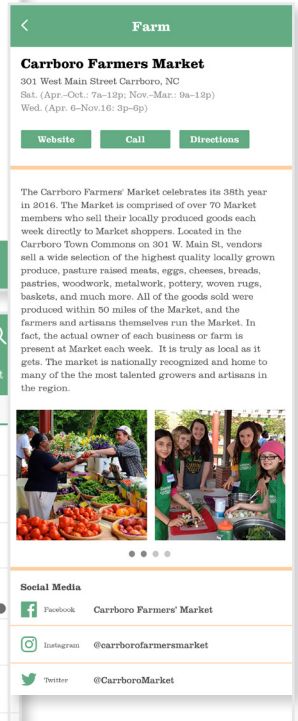 Farm
Carrboro Farmers Market
301 West Main Street Carrboro, NC
Sat. (Apr.–Oct.: 7a–12p; Nov.–Mar.: 9a–12p)
Wed. (Apr. 6–Nov.16: 3p–6p)
Website Call Directions
The Carrboro Farmers' Market celebrates its 38th year
in 2016. The Market is comprised of over 70 Market
members who sell their locally produced goods each
week directly to Market shoppers. Located in the
Carrboro Town Commons on 301 W. Main St, vendors
sell a wide selection of the highest quality locally grown
produce, pasture raised meats, eggs, cheeses, breads,
pastries, woodwork, metalwork, pottery, woven rugs,
baskets, and much more. All of the goods sold were
produced within 50 miles of the Market, and the
farmers and artisans themselves run the Market. In
fact, the actual owner of each business or farm is
present at Market each week. It is truly as local as it
gets. The market is nationally recognized and home to
many of the the most talented growers and artisans in
the region.
Social Media
Facebook Carrboro Farmers' Market
Instagram @carrborofarmersmarket
Twitter @CarrboroMarket